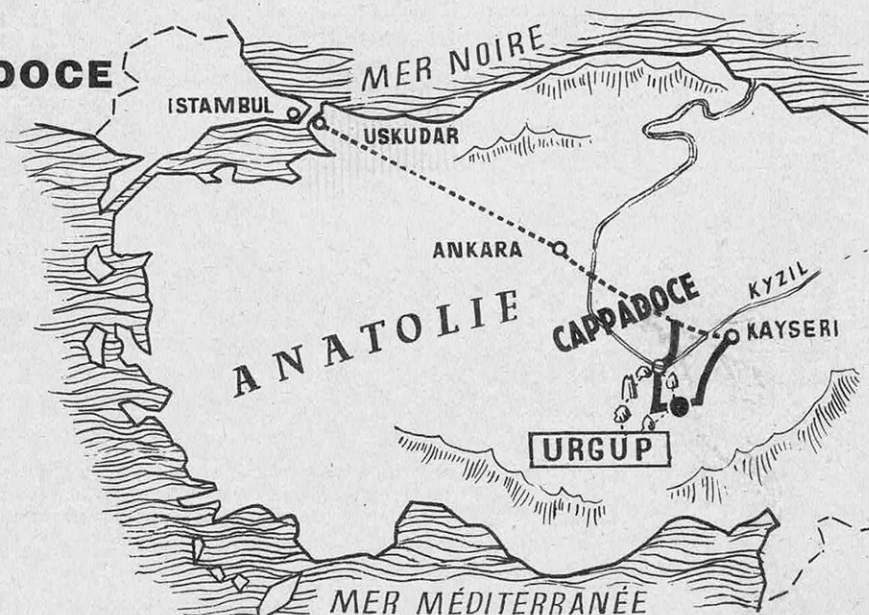 DOCE
MER NOIRE
ISTAMBUL
USKUDAR
ANKARA
KYZIL
CAPPADOCE
KAYSERI
ANATOLIE
URGUP
MER MÉDITERRANÉE